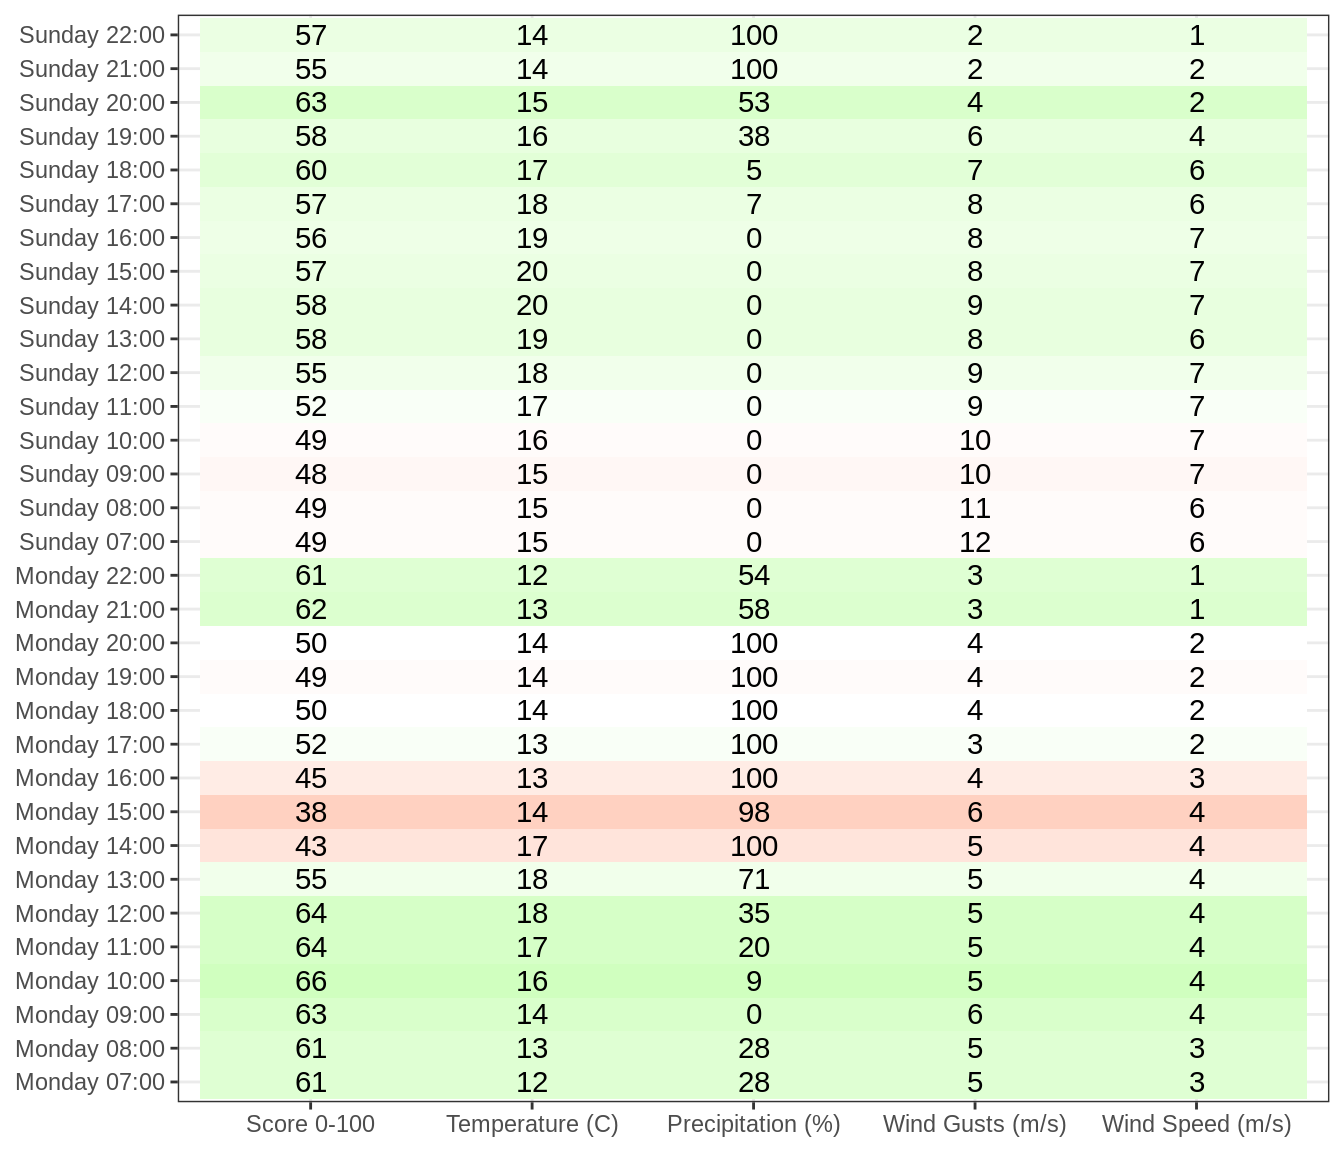 Sunday 22:00 57 14 100 2 1
Sunday 21:00 55 14 100 2 2
Sunday 20:00 63 15 53 4 2
Sunday 19:00 58 16 38 6 4
Sunday 18:00 60 17 5 7 6
Sunday 17:00 57 18 7 8 6
Sunday 16:00 56 19 0 8 7
Sunday 15:00 57 20 0 8 7
Sunday 14:00 58 20 0 9 7
Sunday 13:00 58 19 0 8 6
Sunday 12:00 55 18 0 9 7
Sunday 11:00 52 17 0 9 7
Sunday 10:00 49 16 0 10 7
Sunday 09:00 48 15 0 10 7
Sunday 08:00 49 15 0 11 6
Sunday 07:00 49 15 0 12 6
Monday 22:00 61 12 54 3 1
Monday 21:00 62 13 58 3 1
Monday 20:00 50 14 100 4 2
Monday 19:00 49 14 100 4 2
Monday 18:00 50 14 100 4 2
Monday 17:00 52 13 100 3 2
Monday 16:00 45 13 100 4 3
Monday 15:00 38 14 98 6 4
Monday 14:00 43 17 100 5 4
Monday 13:00 55 18 71 5 4
Monday 12:00 64 18 35 5 4
Monday 11:00 64 17 20 5 4
Monday 10:00 66 16 9 5 4
Monday 09:00 63 14 0 6 4
Monday 08:00 61 13 28 5 3
Monday 07:00 61 12 28 5 3
Score 0-100 Temperature (C) Precipitation (%) Wind Gusts (m/s) Wind Speed (m/s)